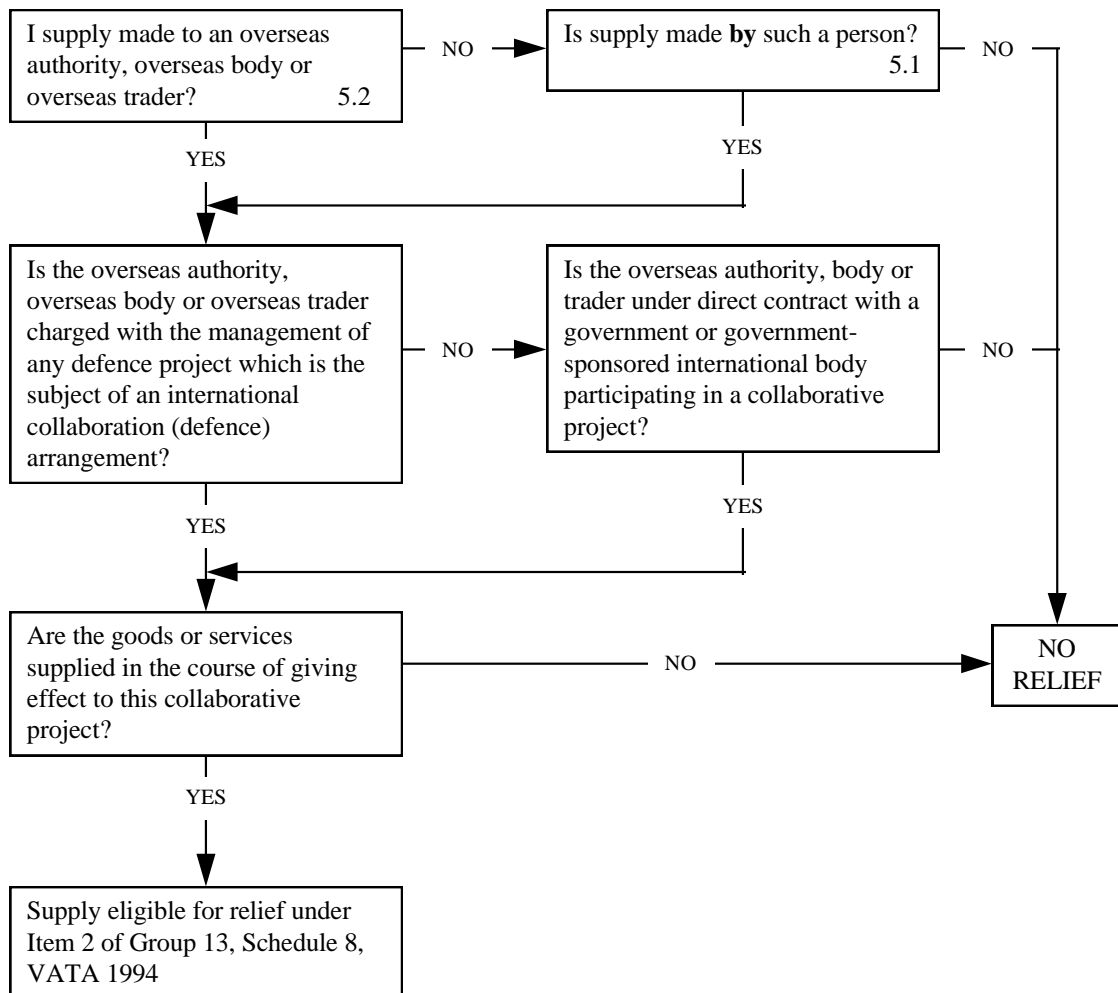 I supply made to an overseas
authority, overseas body or
overseas trader? 5.2
NO
Is supply made by such a person?
5.1
NO
YES
YES
Is the overseas authority,
overseas body or overseas trader
charged with the management of
any defence project which is the
subject of an international
collaboration (defence)
arrangement?
NO
Is the overseas authority, body or
trader under direct contract with a
government or government-
sponsored international body
participating in a collaborative
project?
NO
YES
YES
Are the goods or services
supplied in the course of giving
effect to this collaborative
project?
NO
NO
RELIEF
YES
Supply eligible for relief under
Item 2 of Group 13, Schedule 8,
VATA 1994